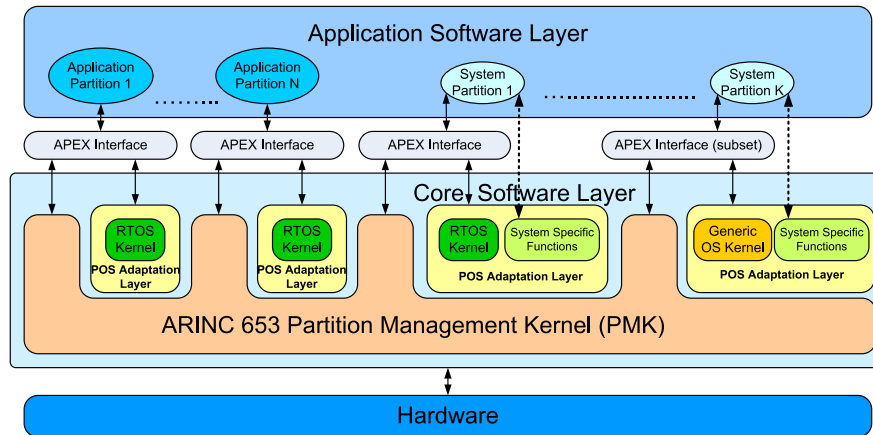 Application Software Layer
Application
Partition 1
Application
Partition N
System
Partition 1
System
Partition K
APEX Interface
APEX Interface
APEX Interface
APEX Interface (subset)
Core Software Layer
RTOS
Kernel
POS Adaptation
Layer
RTOS
Kernel
POS Adaptation
Layer
RTOS
Kernel
System Specific
Functions
POS Adaptation Layer
Generic
OS Kernel
System Specific
Functions
POS Adaptation Layer
ARINC 653 Partition Management Kernel (PMK)
Hardware